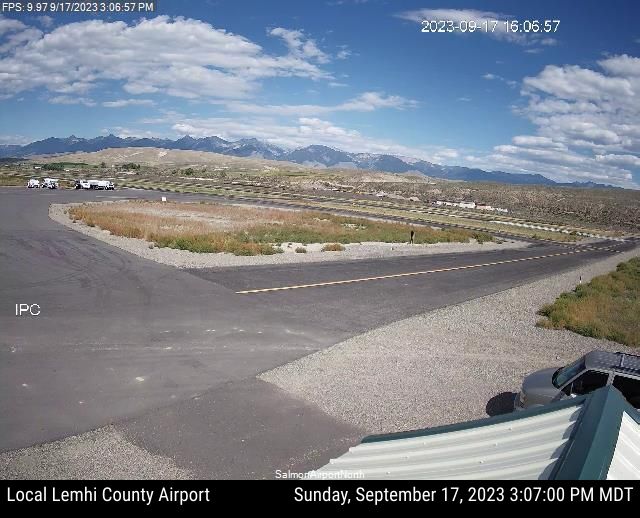 FPS: 9.97 9/17/2023 3:06:57 PM
2023-09-17 16:06:57
IPC
SalmonAirportNorth
Local Lemhi County Airport Sunday, September 17, 2023 3:07:00 PM MDT